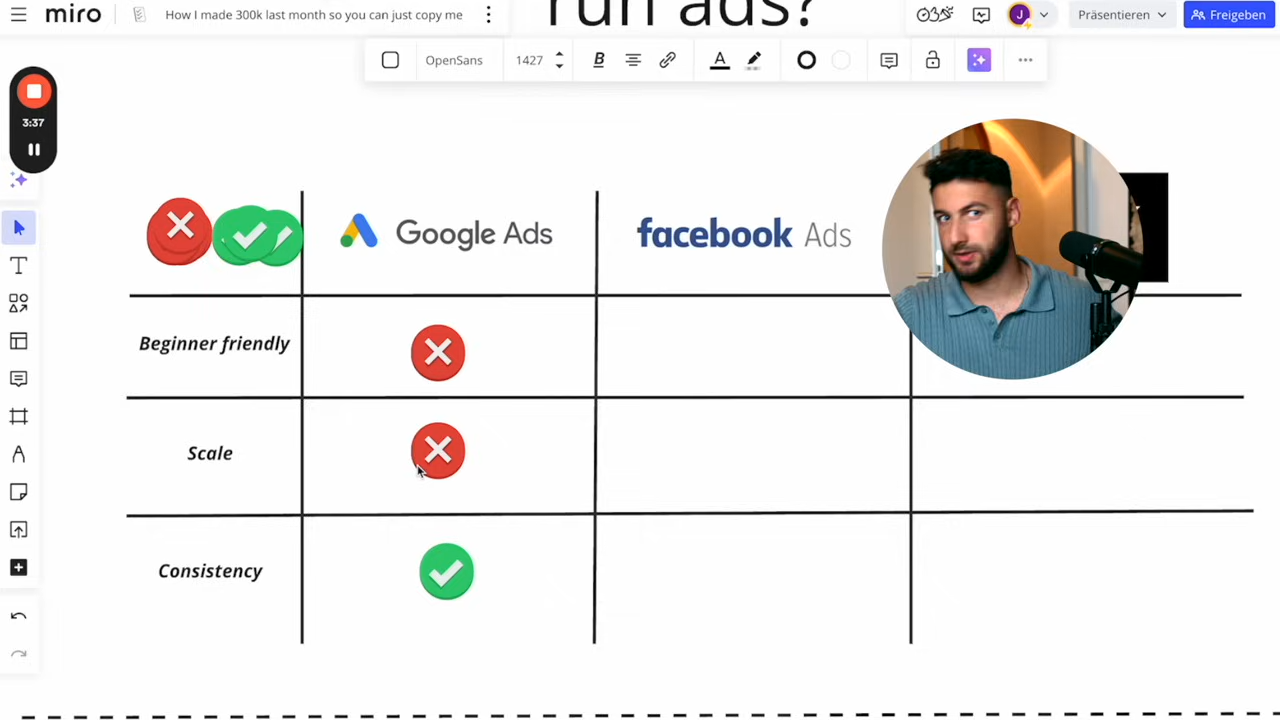 run ads?
miro
How I made 300k last month so you can just copy me
J
Präsentieren
Freigeben
OpenSans
1427
B
A
3:37
Google Ads
facebook Ads
Beginner friendly
Scale
Consistency